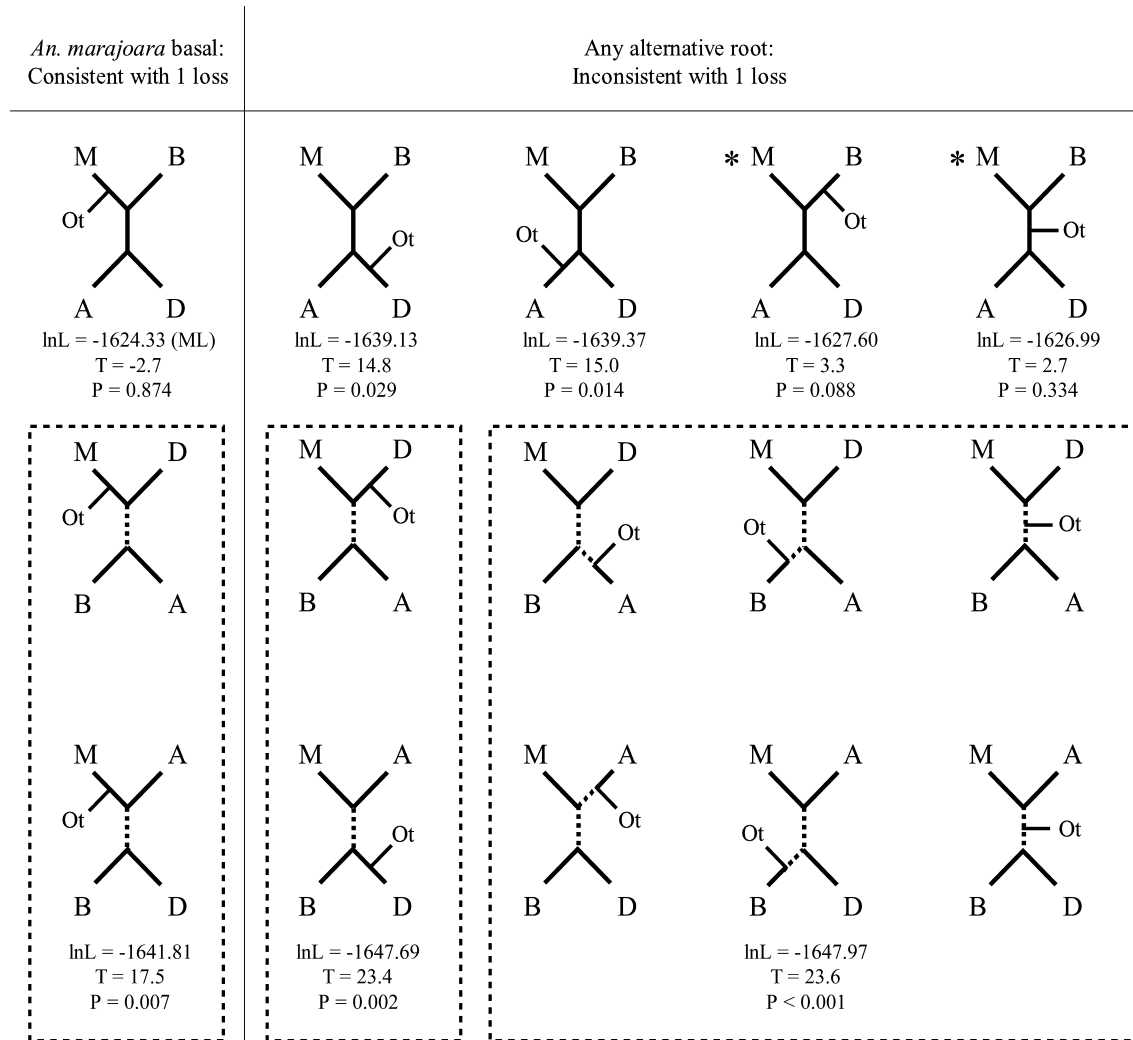 An. marajoara basal:
Consistent with 1 loss
Any alternative root:
Inconsistent with 1 loss
M B
Ot
A D
lnL = -1624.33 (ML)
T = -2.7
P = 0.874
M B
Ot
A D
lnL = -1639.13
T = 14.8
P = 0.029
M B
Ot
A D
lnL = -1639.37
T = 15.0
P = 0.014
* M B
Ot
A D
lnL = -1627.60
T = 3.3
P = 0.088
* M B
Ot
A D
lnL = -1626.99
T = 2.7
P = 0.334
M D
Ot
B A
M D
Ot
B A
M D
Ot
B A
M D
Ot
B A
M D
Ot
B A
M A
Ot
B D
lnL = -1641.81
T = 17.5
P = 0.007
M A
Ot
B D
lnL = -1647.69
T = 23.4
P = 0.002
M A
Ot
B D
M A
Ot
B D
M A
Ot
B D
lnL = -1647.97
T = 23.6
P < 0.001